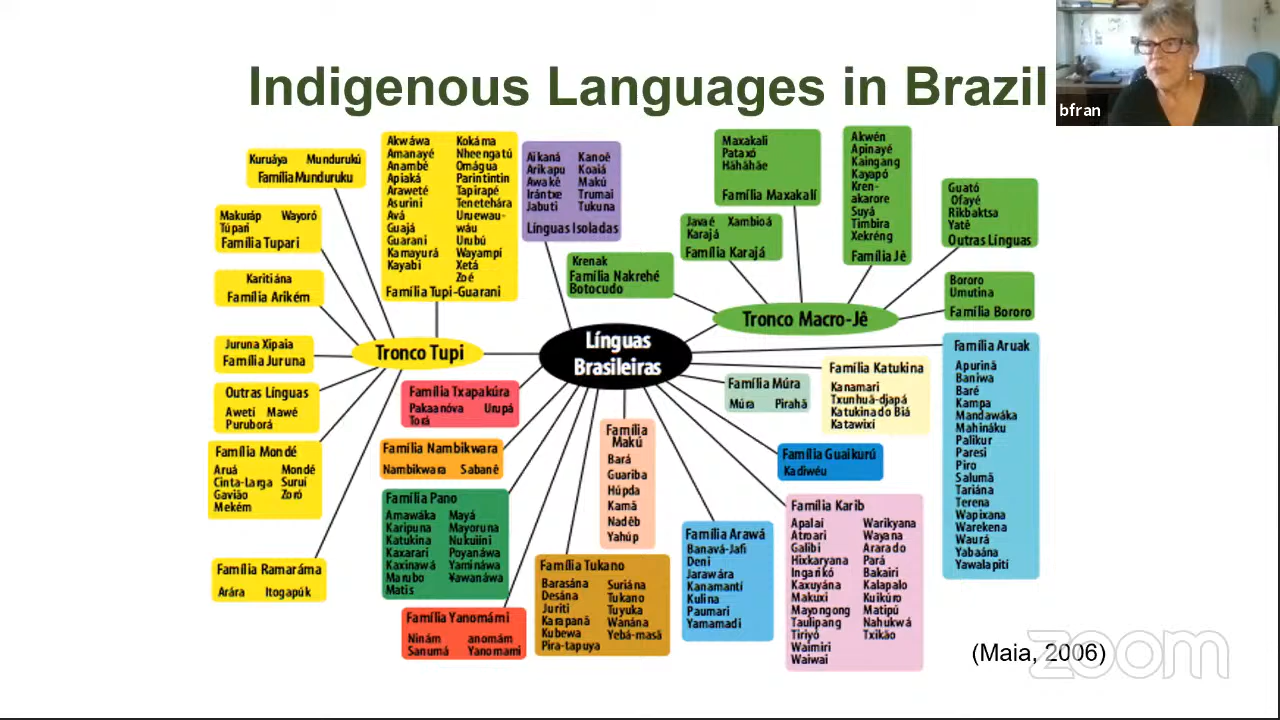 Indigenous Languages in Brazil
bfran
Kuruáya Mundurukú
Família Munduruku
Makuráp Wayoró
Túpari
Família Tupari
Karitiána
Família Arikém
Juruna Xipaia
Família Juruna
Outras Línguas
Awetí Mawé
Puruborá
Família Mondé
Aruá Mondé
Cinta-Larga Suruí
Gavião Zoró
Mekém
Família Ramaráma
Arára Itogapúk
Tronco Tupi
Akwáwa Kokáma
Amanayé Nheengatú
Anambé Omágua
Apiaká Parintintin
Araweté Tapirapé
Asurini Tenetehára
Avá Uruewau-
Guajá wáu
Guarani Urubú
Kamayurá Wayampí
Kayabi Xetá
Zoé
Família Tupi-Guarani
Aikaná Kanoê
Arikapu Koaiá
Awaké Makú
Irántxe Trumai
Jabuti Tukuna
Línguas Isoladas
Krenak
Família Nakrehé
Botocudo
Línguas
Brasileiras
Tronco Macro-Jê
Maxakali
Pataxó
Hãhãhãe
Família Maxakalí
Javaé Xambioá
Karajá
Família Karajá
Akwén
Apinayé
Kaingang
Kayapó
Kren-
akarore
Suyá
Timbira
Xekréng
Família Jê
Guató
Ofayé
Rikbaktsa
Yatê
Outras Línguas
Bororo
Umutina
Família Bororo
Família Txapakúra
Pakaanóva Urupá
Torá
Família Nambikwara
Nambikwara Sabanê
Família Pano
Amawáka Mayá
Karipuna Mayoruna
Katukina Nukuiini
Kaxarari Poyanáwa
Kaxinawá Yamináwa
Marubo Yawanáwa
Matis
Família Yanomámi
Ninám anomám
Sanumá Yanomami
Família Tukano
Barasána Suriána
Desána Tukano
Juriti Tuyuka
Karapanã Wanána
Kubewa Yebá-masã
Pira-tapuya
Família
Makú
Bará
Guariba
Húpda
Kamã
Nadêb
Yahúp
Família Arawá
Banavá-Jafi
Deni
Jarawára
Kanamantí
Kulina
Paumari
Yamamadi
Família Múra
Múra Pirahã
Família Katukina
Kanamari
Txunhuã-djapá
Katukina do Biá
Katawixi
Família Guaikurú
Kadiwéu
Família Karib
Apalai Warikyana
Atroari Wayana
Galibi Arara do
Hixkaryana Pará
Ingarikó Bakairi
Kaxuyána Kalapalo
Makuxi Kuikúro
Mayongong Matipú
Taulipang Nahukwá
Tiriyó Txikão
Waimiri
Waiwai
Família Aruak
Apurinã
Baniwa
Baré
Kampa
Mandawáka
Mahináku
Palikur
Paresi
Piro
Salumã
Tariána
Terena
Wapixana
Warekena
Waurá
Yabaána
Yawalapiti
(Maia, 2006)
zoom